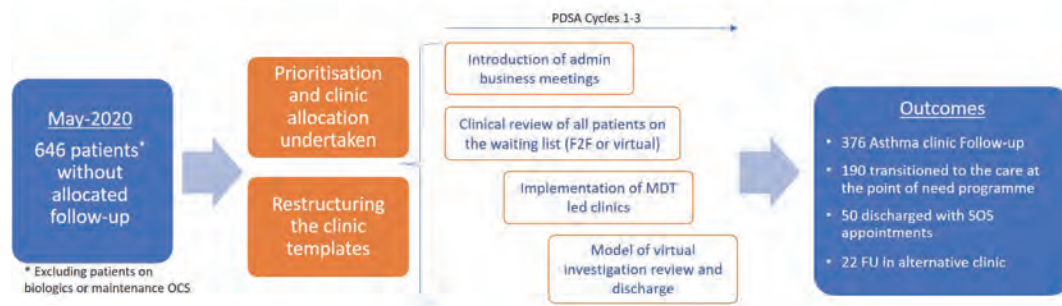 PDSA Cycles 1-3
May-2020
646 patients*
without
allocated
follow-up
* Excluding patients on
biologics or maintenance OCS
Prioritisation
and clinic
allocation
undertaken
Restructuring
the clinic
templates
Introduction of admin
business meetings
Clinical review of all patients on
the waiting list (F2F or virtual)
Implementation of MDT
led clinics
Model of virtual
investigation review and
discharge
Outcomes
• 376 Asthma clinic Follow-up
• 190 transitioned to the care at
the point of need programme
• 50 discharged with SOS
appointments
• 22 FU In alternative clinic